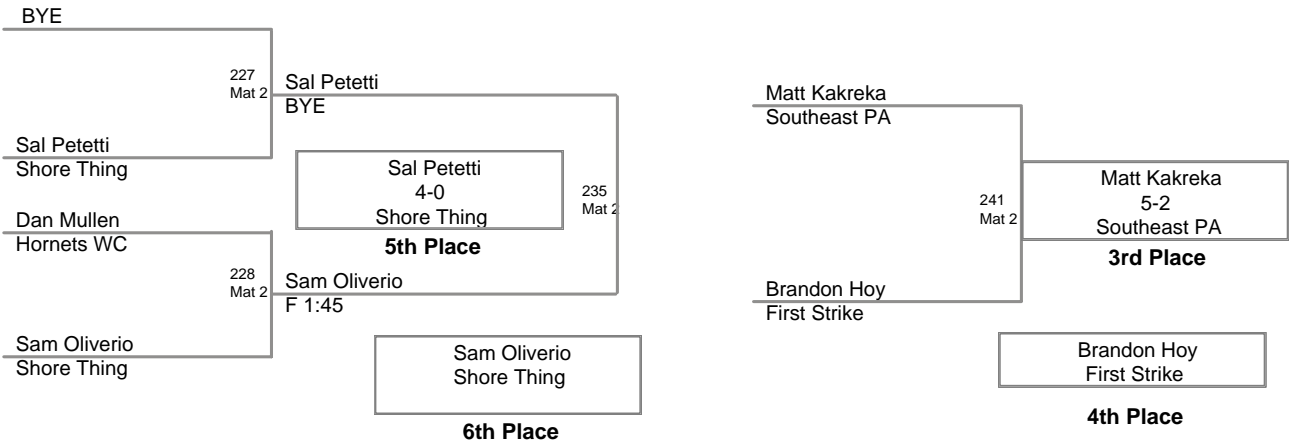 BYE
227
Mat 2
Sal Petetti
BYE
Sal Petetti
Shore Thing
Sal Petetti
4-0
Shore Thing
5th Place
235
Mat 2
Dan Mullen
Hornets WC
228
Mat 2
Sam Oliverio
F 1:45
Sam Oliverio
Shore Thing
Sam Oliverio
Shore Thing
6th Place
Matt Kakreka
Southeast PA
241
Mat 2
Matt Kakreka
5-2
Southeast PA
3rd Place
Brandon Hoy
First Strike
Brandon Hoy
First Strike
4th Place